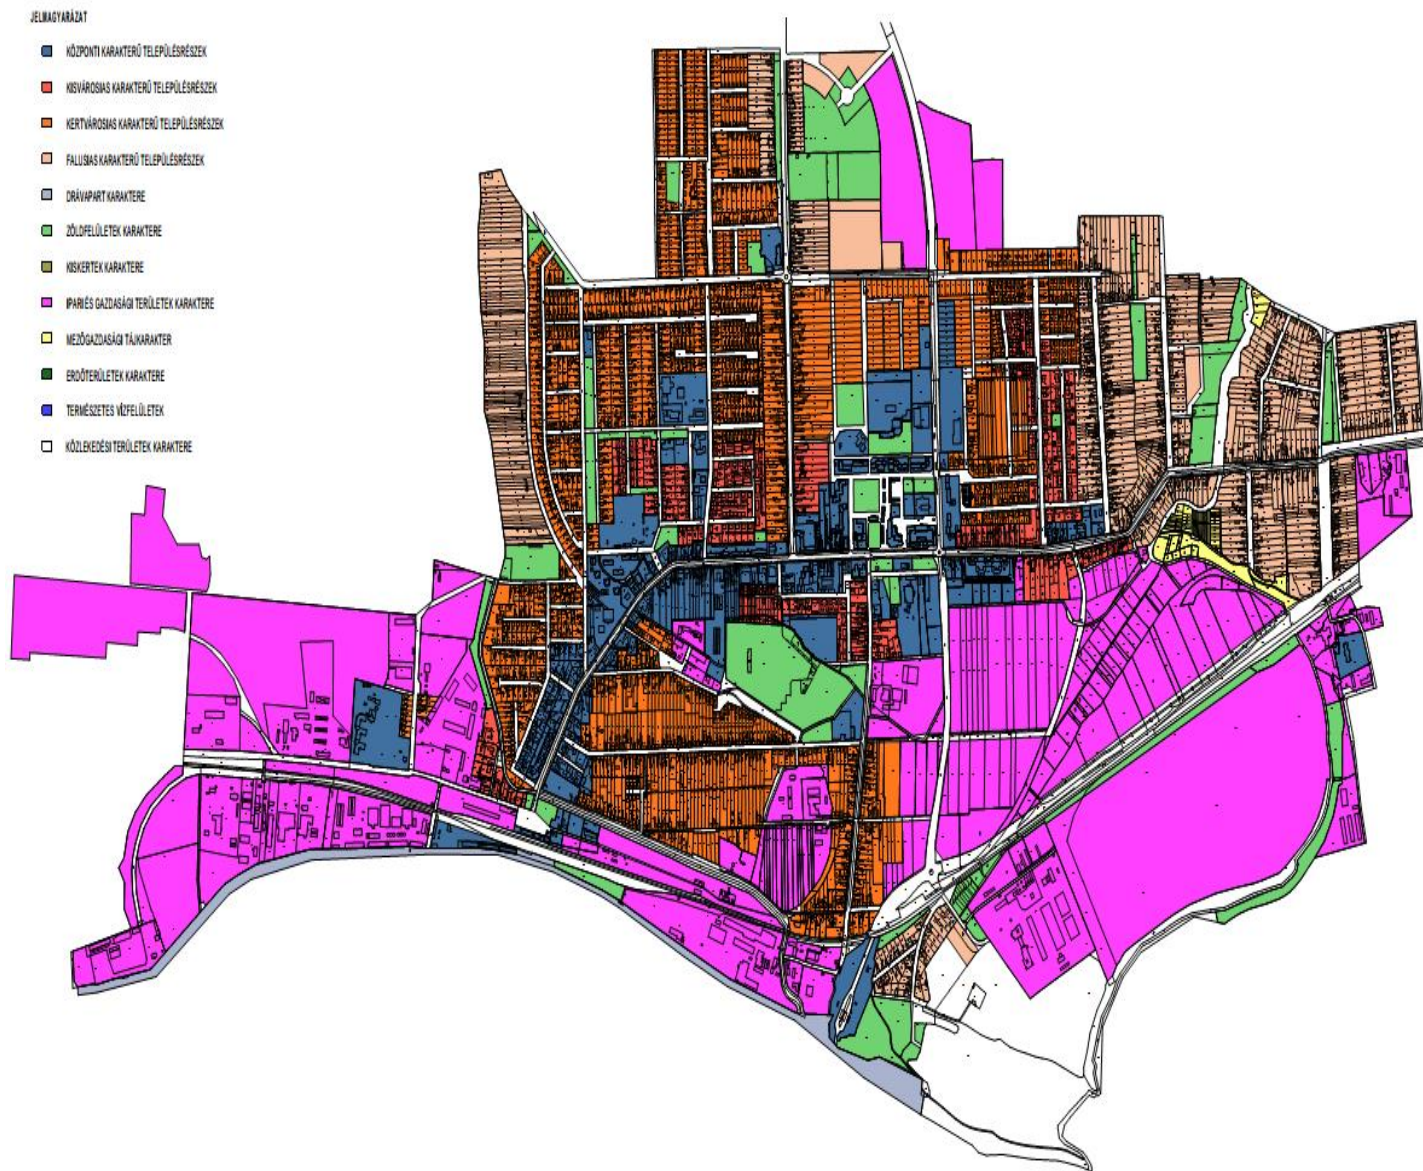 JELMAGYARÁZAT
KÖZPONTI KARAKTERŰ TELEPÜLÉSRÉSZEK
KISVÁROSIAS KARAKTERŰ TELEPÜLÉSRÉSZEK
KERTVÁROSIAS KARAKTERŰ TELEPÜLÉSRÉSZEK
FALUSIAS KARAKTERŰ TELEPÜLÉSRÉSZEK
DRÁVAPART KARAKTERE
ZÖLDFELÜLETEK KARAKTERE
KISKERTEK KARAKTERE
IPARI ÉS GAZDASÁGI TERÜLETEK KARAKTERE
MEZŐGAZDASÁGI TÁJKARAKTER
ERDŐTERÜLETEK KARAKTERE
TERMÉSZETES VÍZFELÜLETEK
KÖZLEKEDÉSI TERÜLETEK KARAKTERE